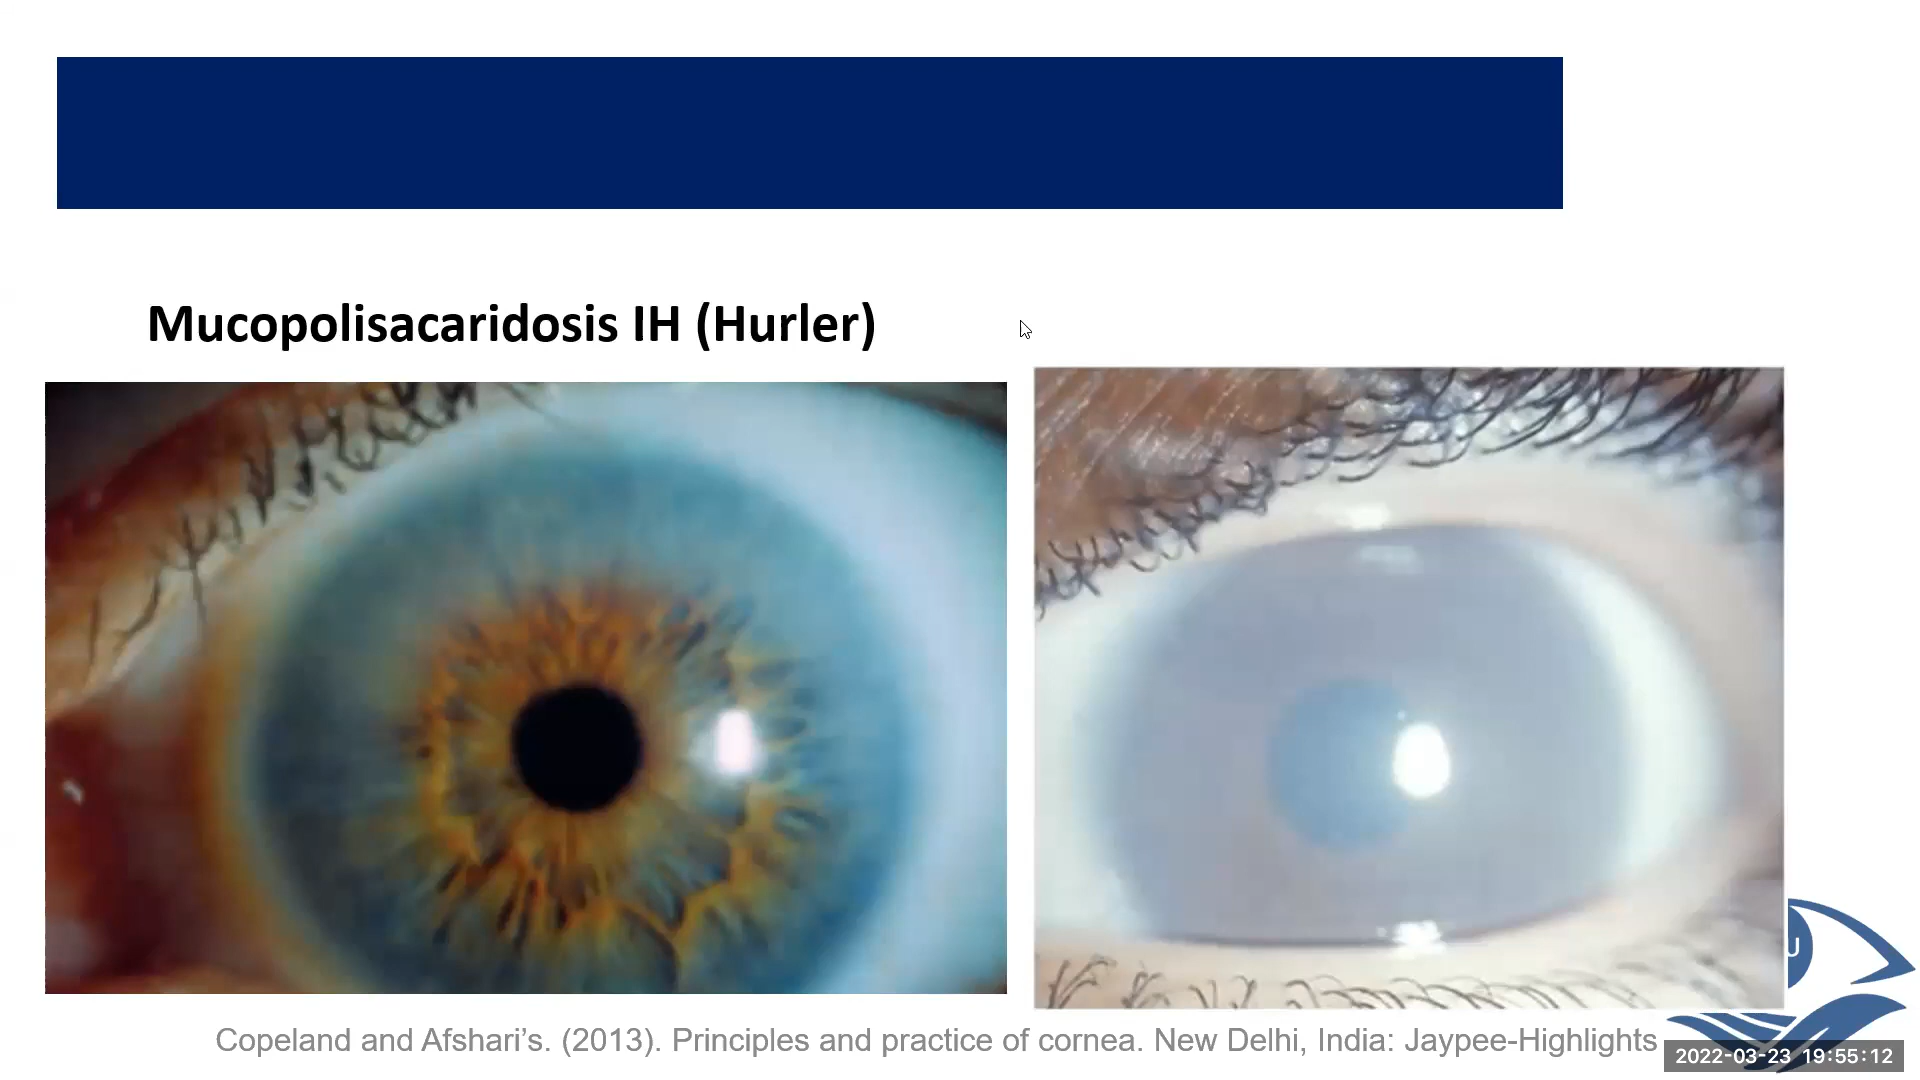 Mucopolisacaridosis IH (Hurler)
U
Copeland and Afshari’s. (2013). Principles and practice of cornea. New Delhi, India: Jaypee-Highlights
2022-03-23 19:55:12